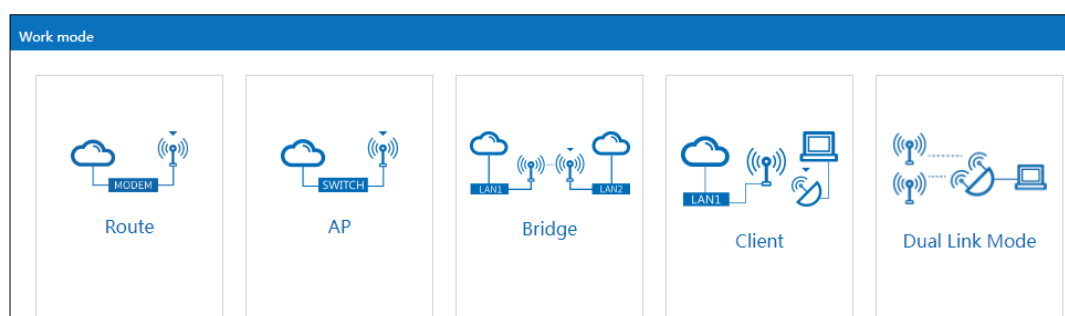 Work mode
MODEM
Route
SWITCH
AP
LAN1
LAN2
Bridge
LAN1
Client
Dual Link Mode